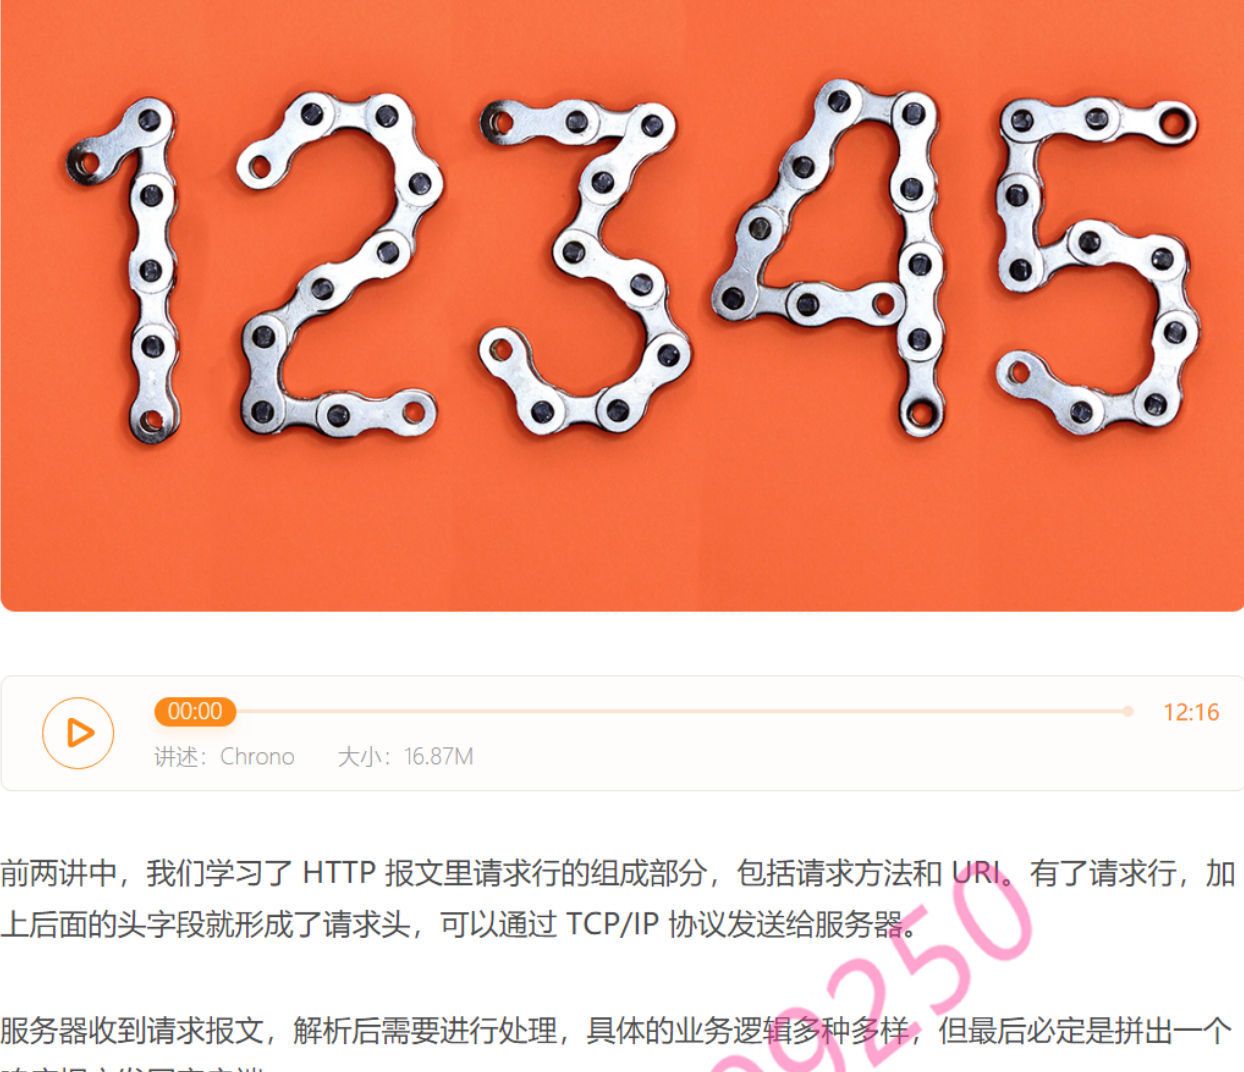 12345
00:00
12:16
讲述：Chrono 大小：16.87M
前两讲中，我们学习了 HTTP 报文里请求行的组成部分，包括请求方法和 URI。有了请求行，加
上后面的头字段就形成了请求头，可以通过 TCP/IP 协议发送给服务器。
服务器收到请求报文，解析后需要进行处理，具体的业务逻辑多种多样，但最后必定是拼出一个
99250